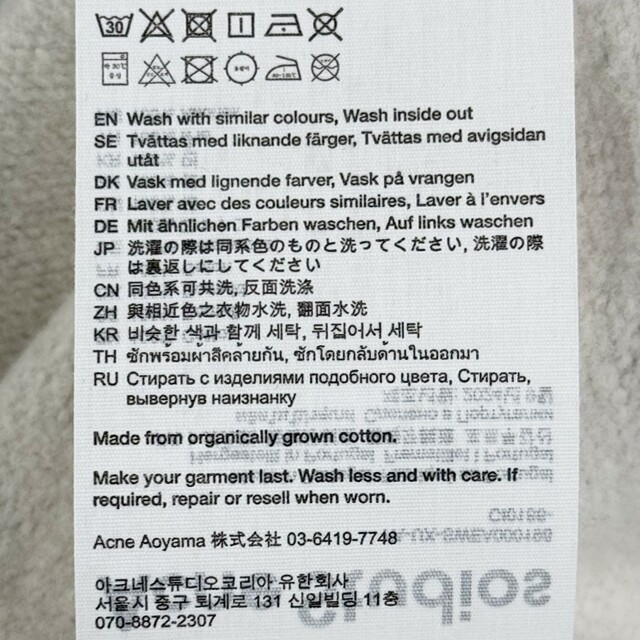 30
EN Wash with similar colours, Wash inside out
SE Tvättas med liknande färger, Tvättas med avigsidan
utåt
DK Vask med lignende farver, Vask på vrangen
FR Laver avec des couleurs similaires, Laver à l'envers
DE Mit ähnlichen Farben waschen, Auf links waschen
JP 洗濯の際は同系色のものと洗ってください, 洗濯の際
は裏返しにしてください
CN 同色系可共洗, 反面洗涤
ZH 與相近色之衣物水洗, 翻面水洗
KR 비슷한 색과 함께 세탁, 뒤집어서 세탁
TH ซักพร้อมผ้าสีคล้ายกัน, ซักโดยกลับด้านในออกมา
RU Стирать с изделиями подобного цвета, Стирать,
вывернув наизнанку
Made from organically grown cotton.
Make your garment last. Wash less and with care. If
required, repair or resell when worn.
Acne Aoyama 株式会社 03-6419-7748
아크네스튜디오코리아 유한회사
서울시 중구 퇴계로 131 신일빌딩 11층
070-8872-2307